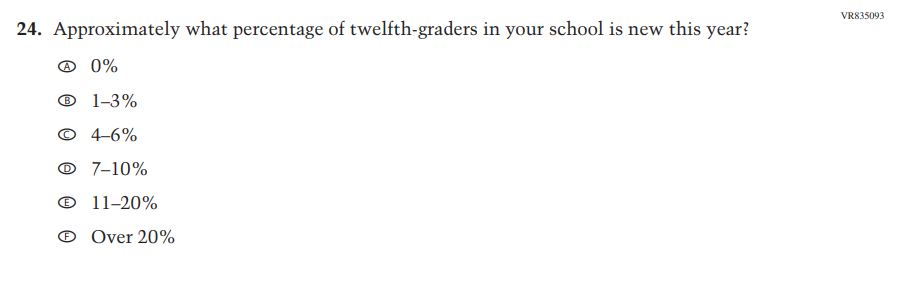 VR835093
24. Approximately what percentage of twelfth-graders in your school is new this year?
A 0%
B 1–3%
C 4–6%
D 7–10%
E 11–20%
F Over 20%